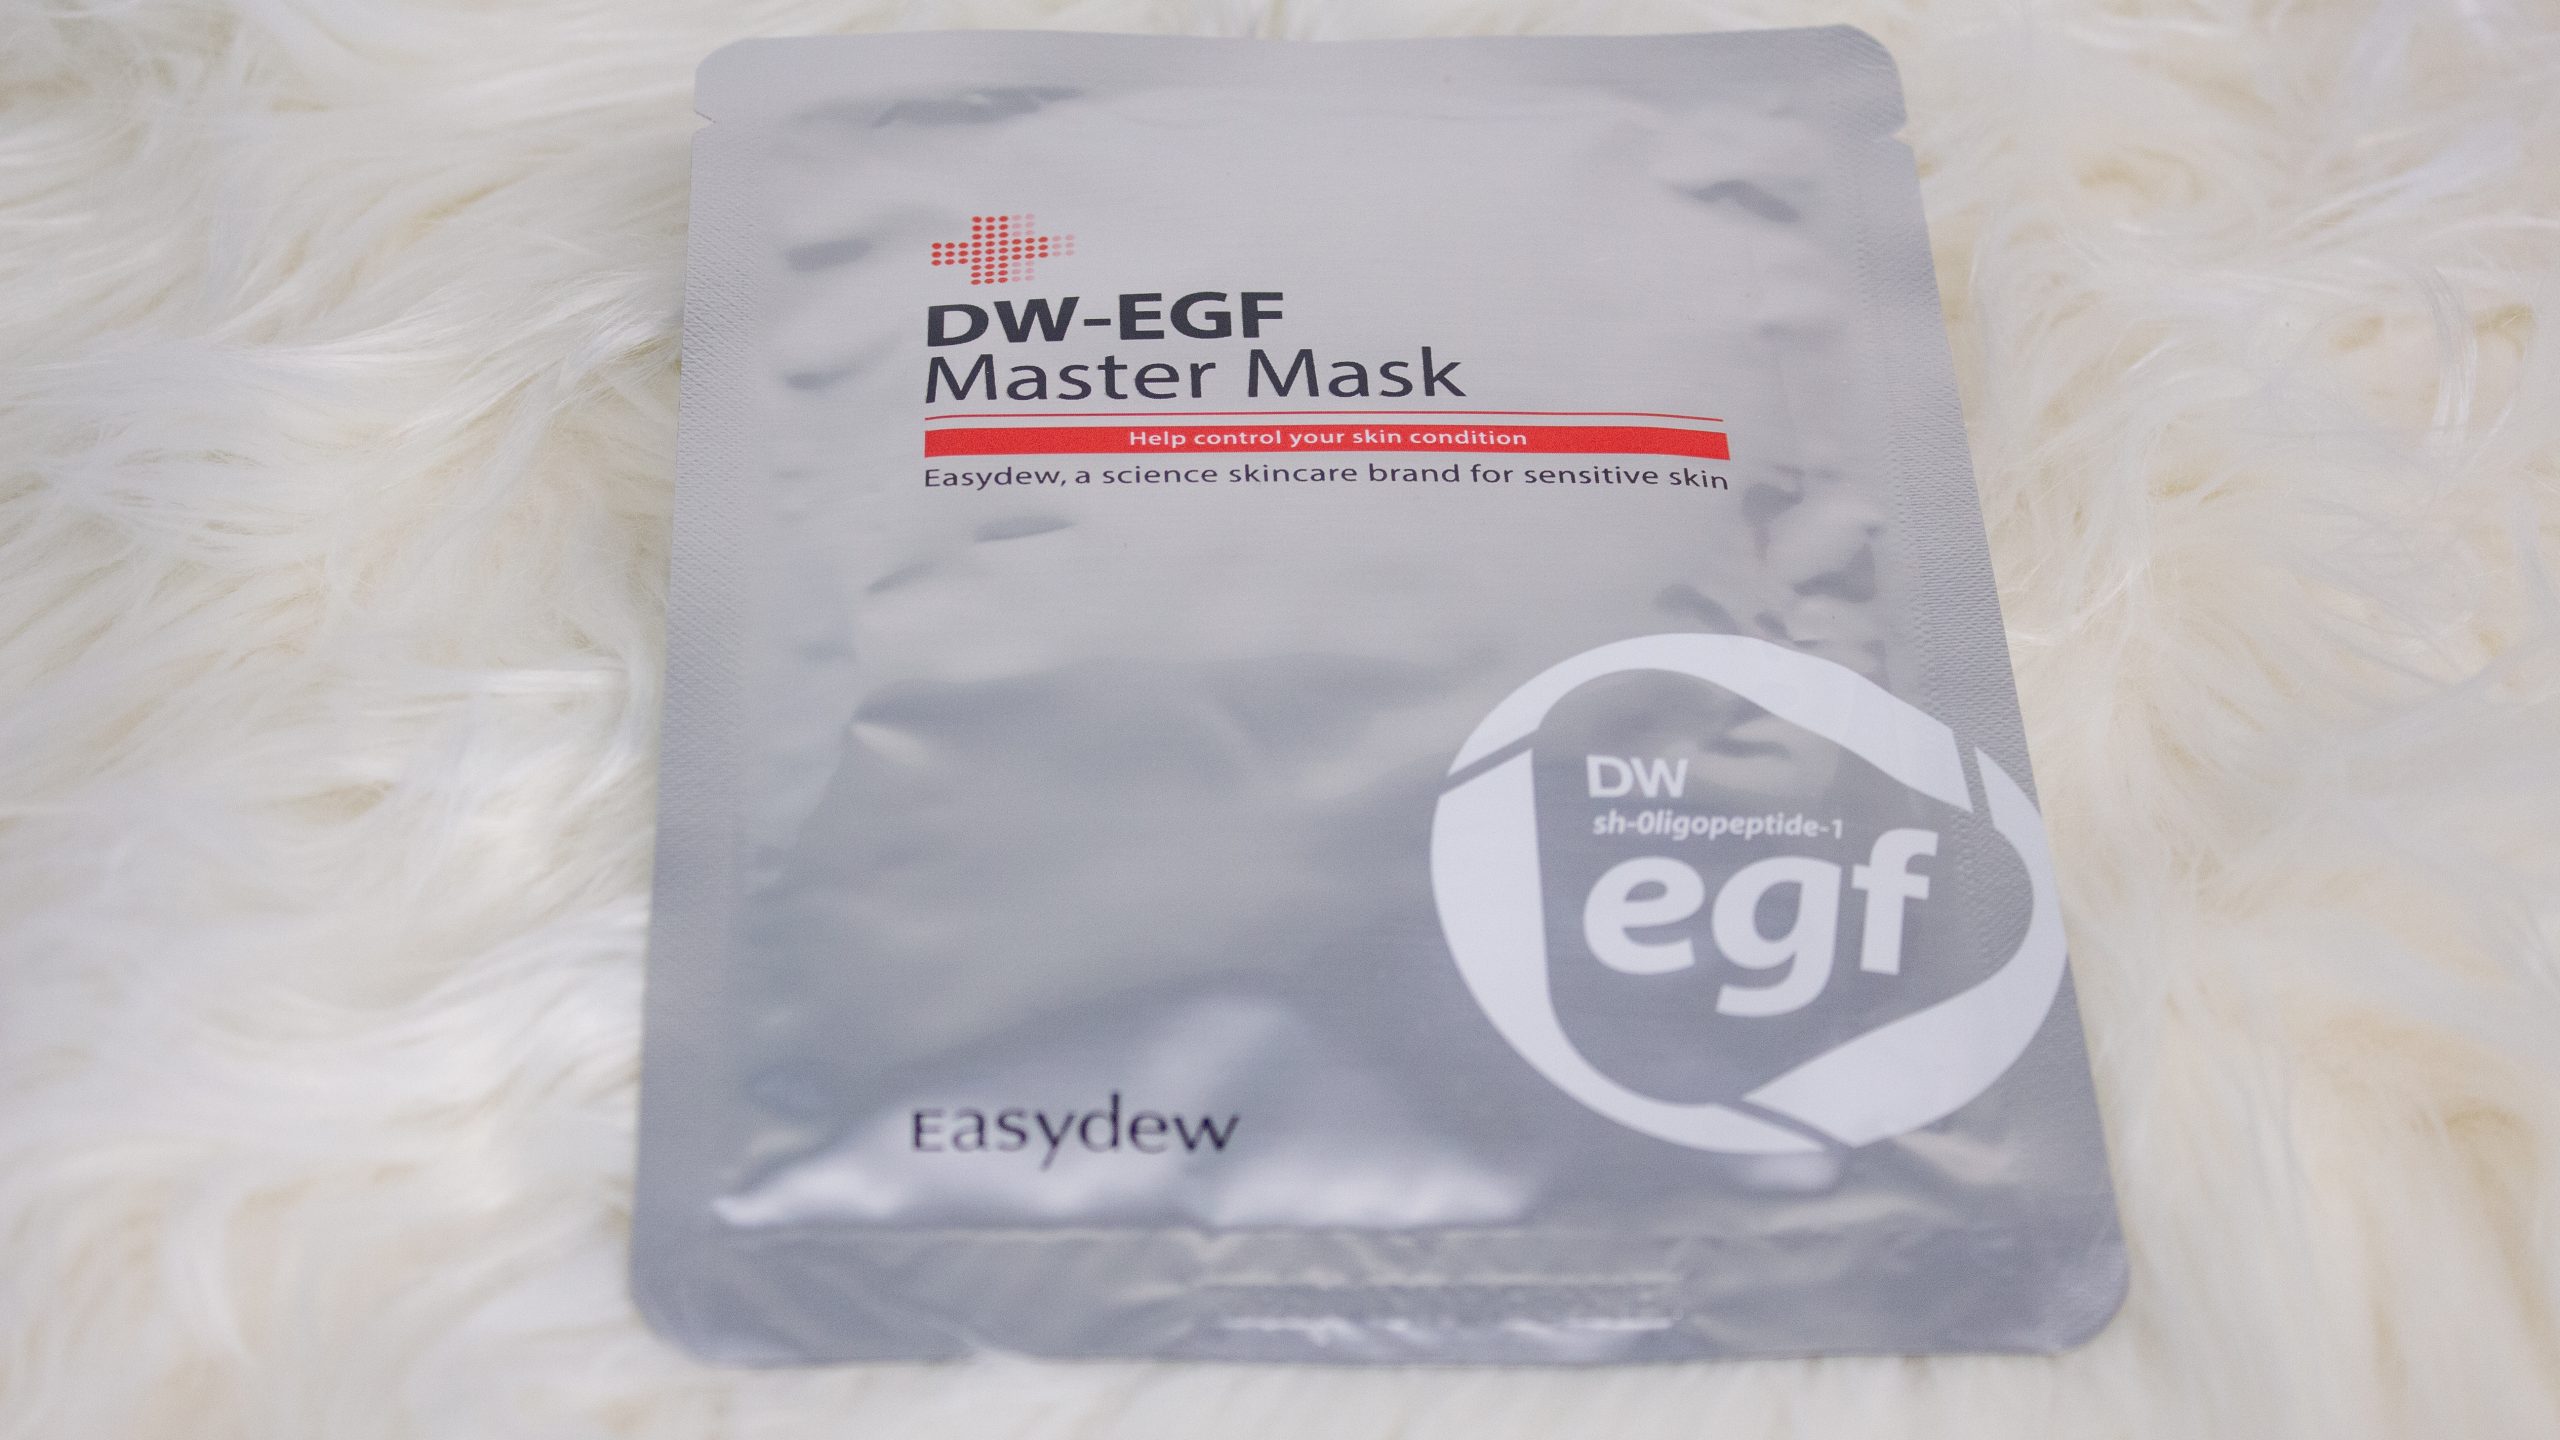 DW-EGF
Master Mask
Help control your skin condition
Easydew, a science skincare brand for sensitive skin
DW
sh-Oligopeptide-1
egf
Easydew